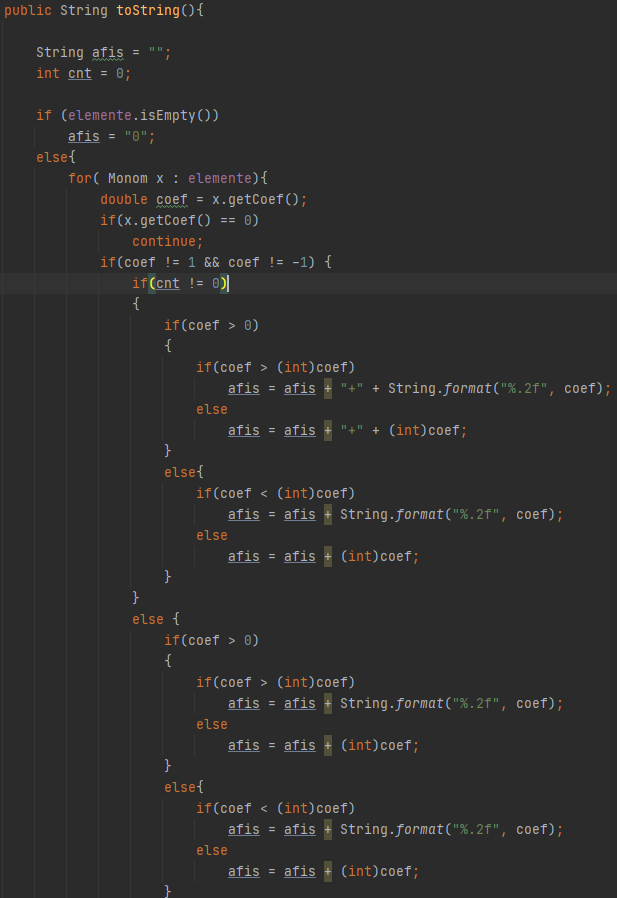 public String toString(){
String afis = "";
int cnt = 0;
if (elemente.isEmpty())
afis = "0";
else{
for( Monom x : elemente){
double coef = x.getCoef();
if(x.getCoef() == 0)
continue;
if(coef != 1 && coef != -1) {
if(cnt != 0)
{
if(coef > 0)
{
if(coef > (int)coef)
afis = afis + "+" + String.format("%.2f", coef);
else
afis = afis + "+" + (int)coef;
}
else{
if(coef < (int)coef)
afis = afis + String.format("%.2f", coef);
else
afis = afis + (int)coef;
}
}
else {
if(coef > 0)
{
if(coef > (int)coef)
afis = afis + String.format("%.2f", coef);
else
afis = afis + (int)coef;
}
else{
if(coef < (int)coef)
afis = afis + String.format("%.2f", coef);
else
afis = afis + (int)coef;
}